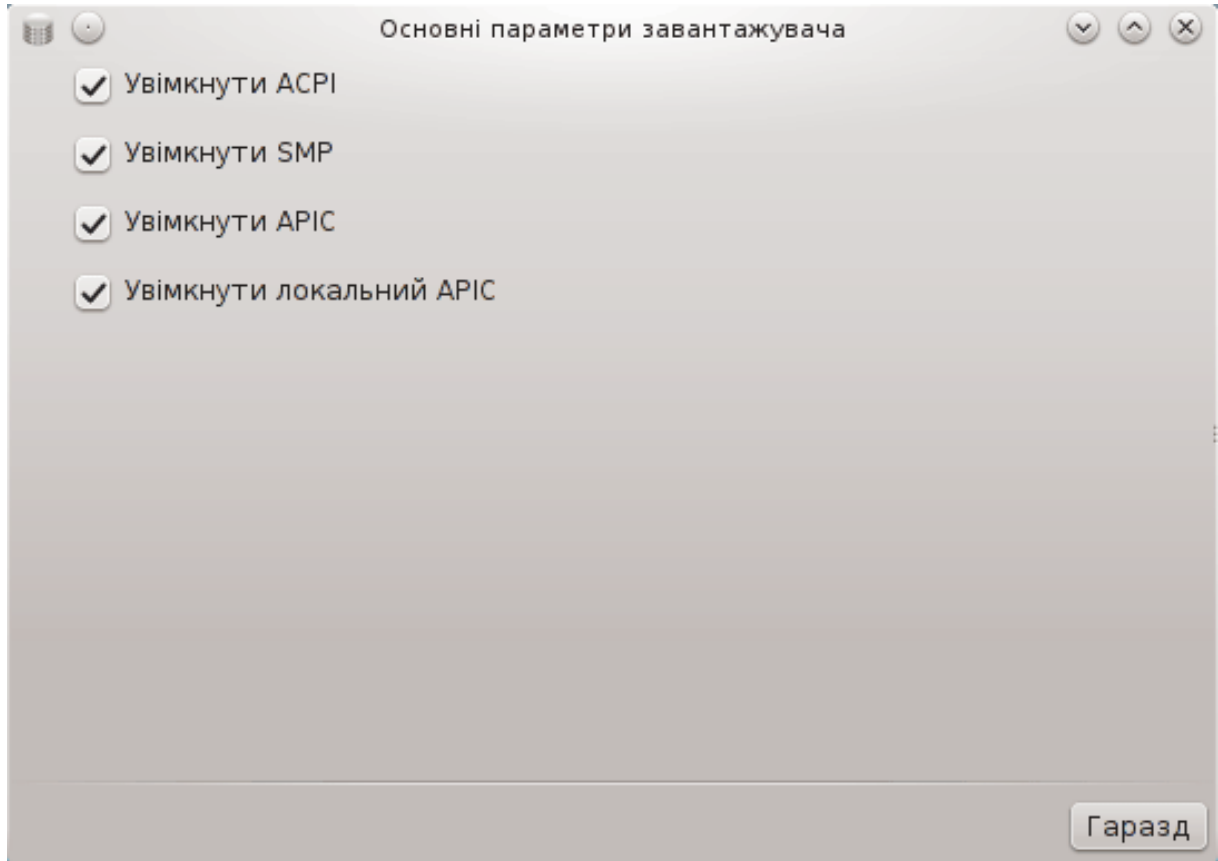 Основні параметри завантажувача
Увімкнути ACPI
Увімкнути SMP
Увімкнути APIC
Увімкнути локальний APIC
Гаразд